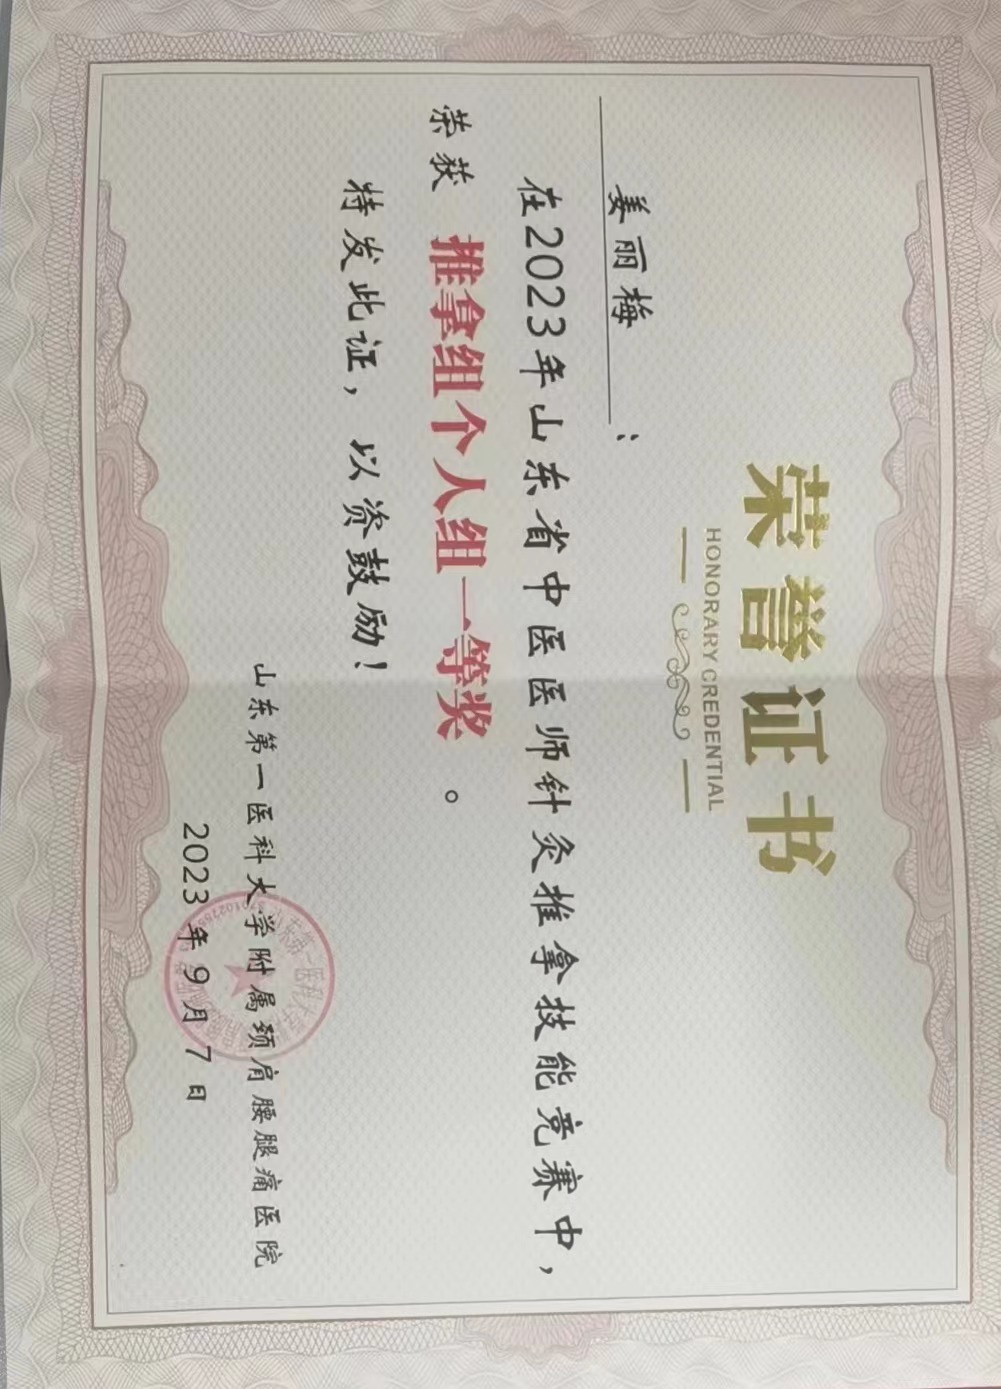 荣誉证书
HONORARY CREDENTIAL
姜丽梅：
在2023年山东省中医医师针灸推拿技能竞赛中，
荣获 推拿组个人组一等奖 。
特发此证，以资鼓励！
山东第一医科大学附属颈肩腰腿痛医院
2023年9月7日